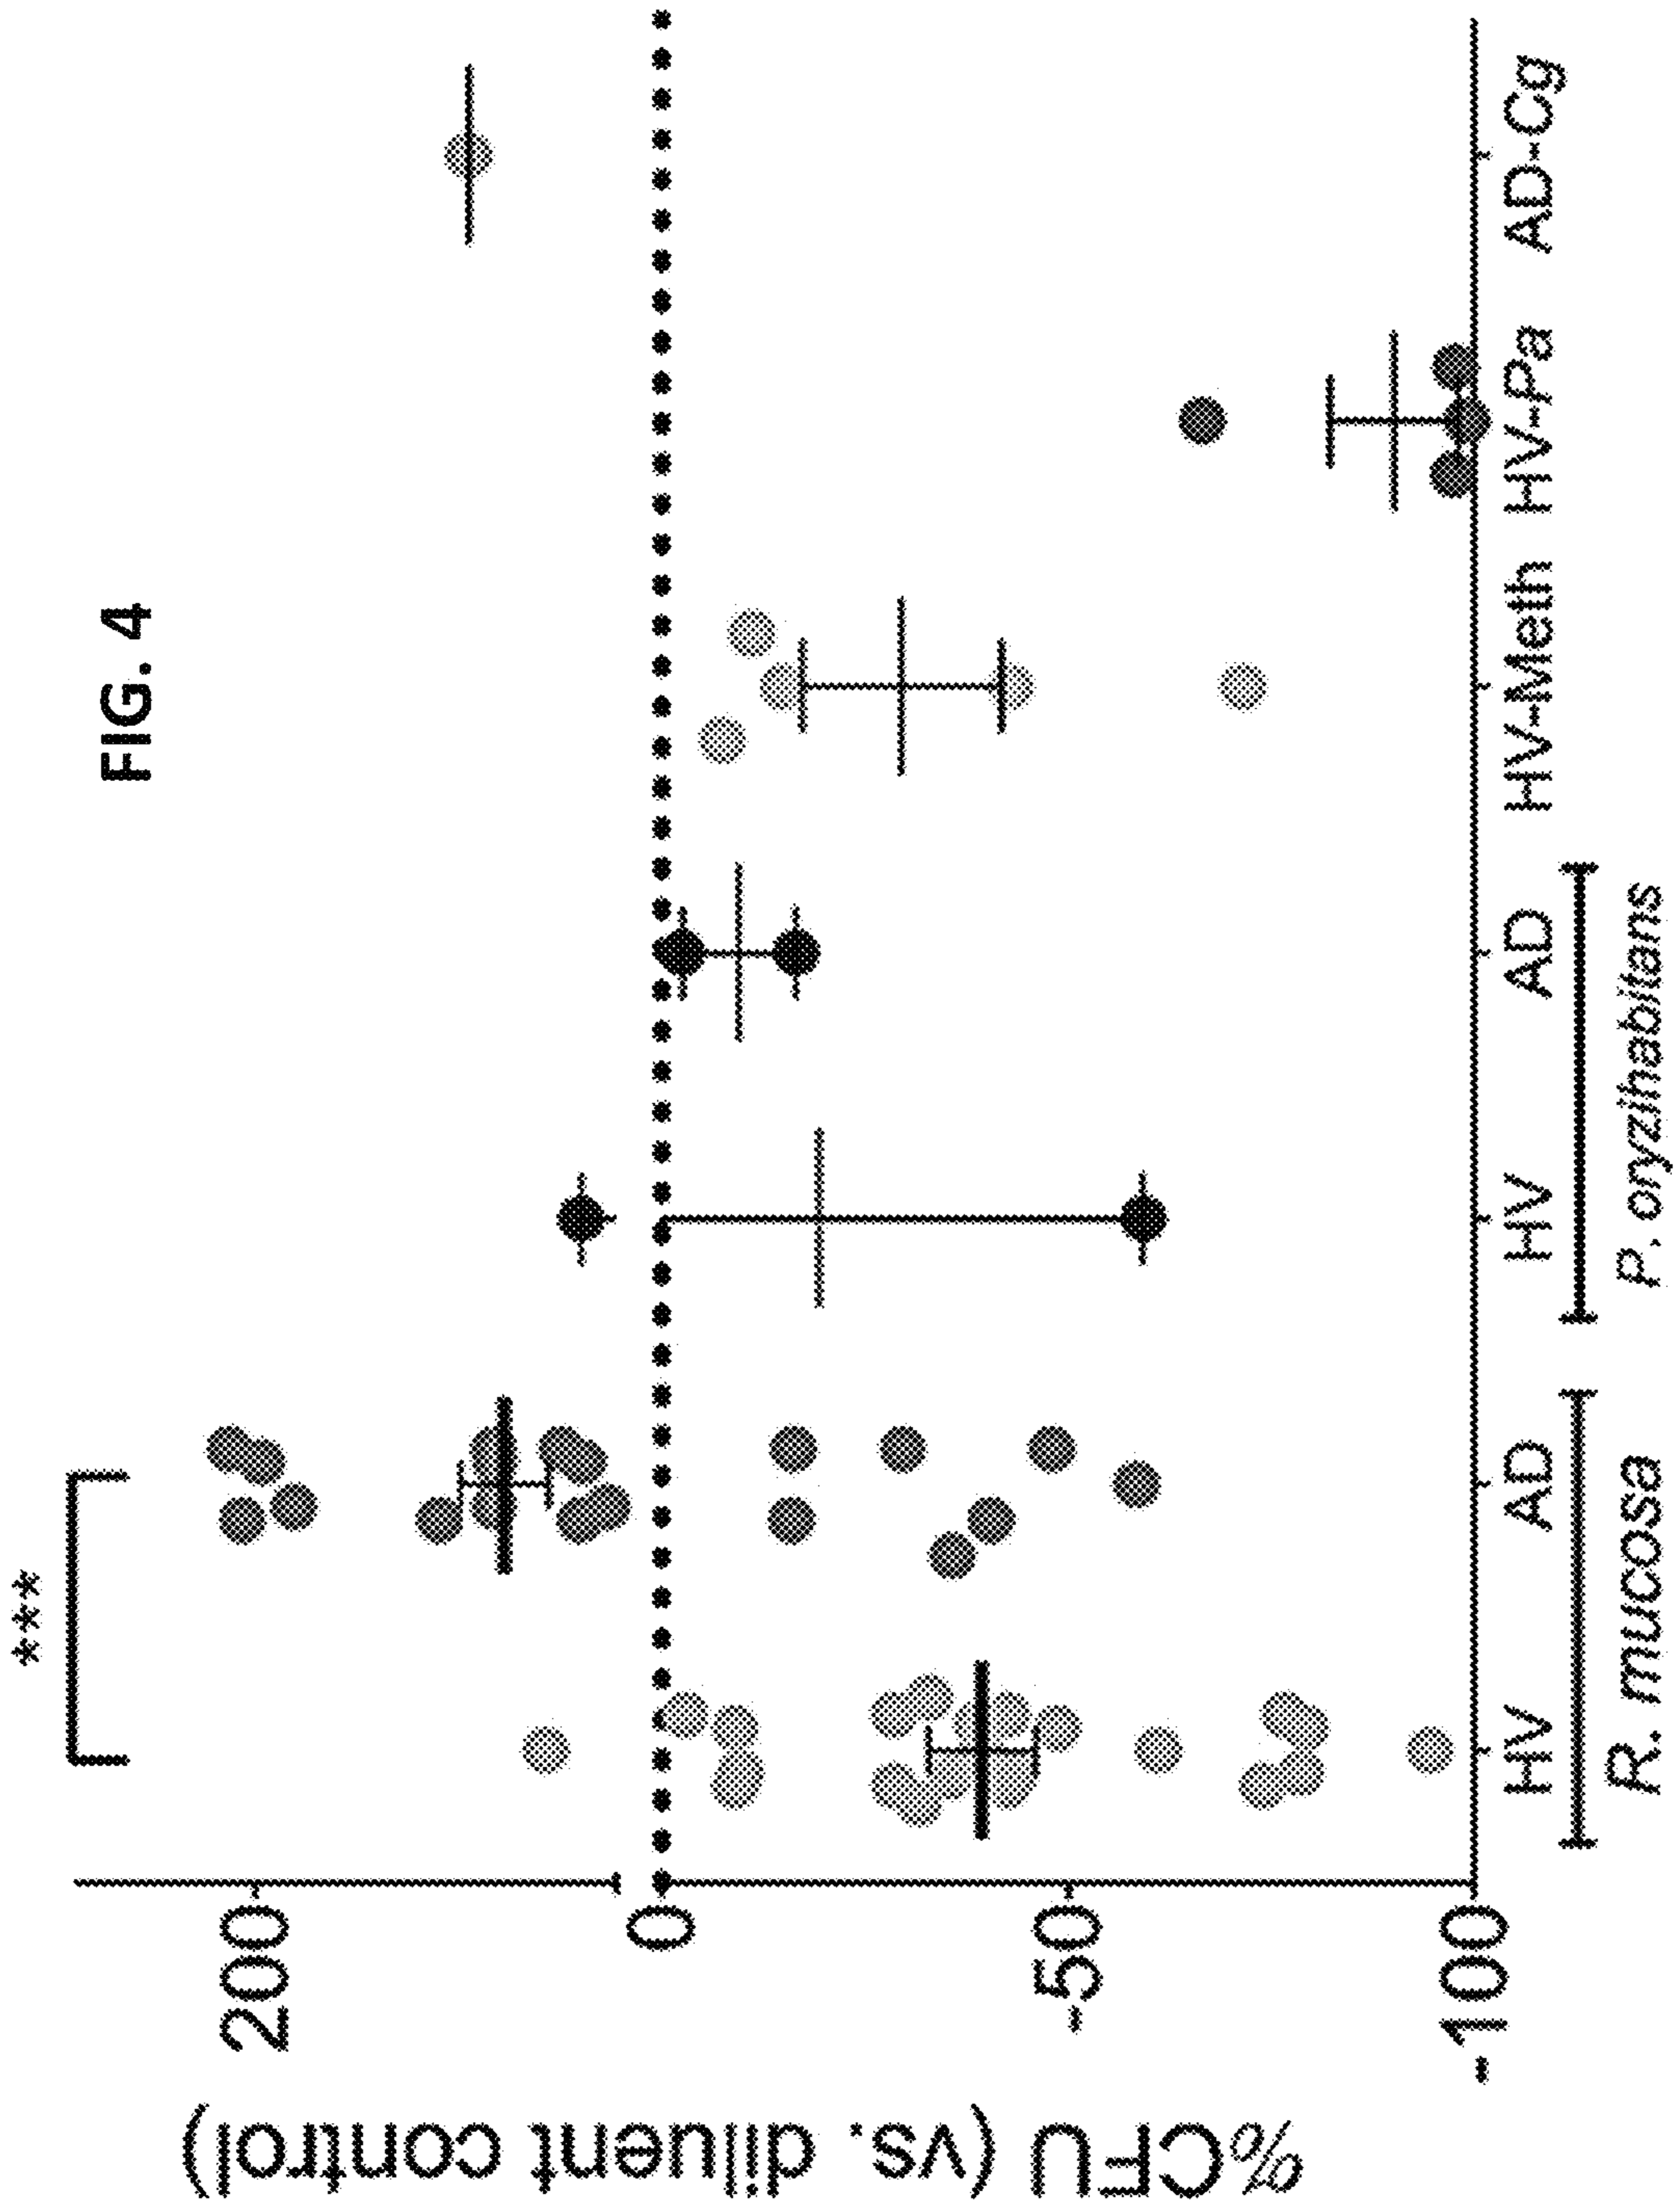 FIG. 4
***
%CFU (vs. diluent control)
200
0
-50
-100
HV
AD
HV
AD
HV-Meth
HV-Pa
AD-Cg
R. mucosa
P. oryzihabitans